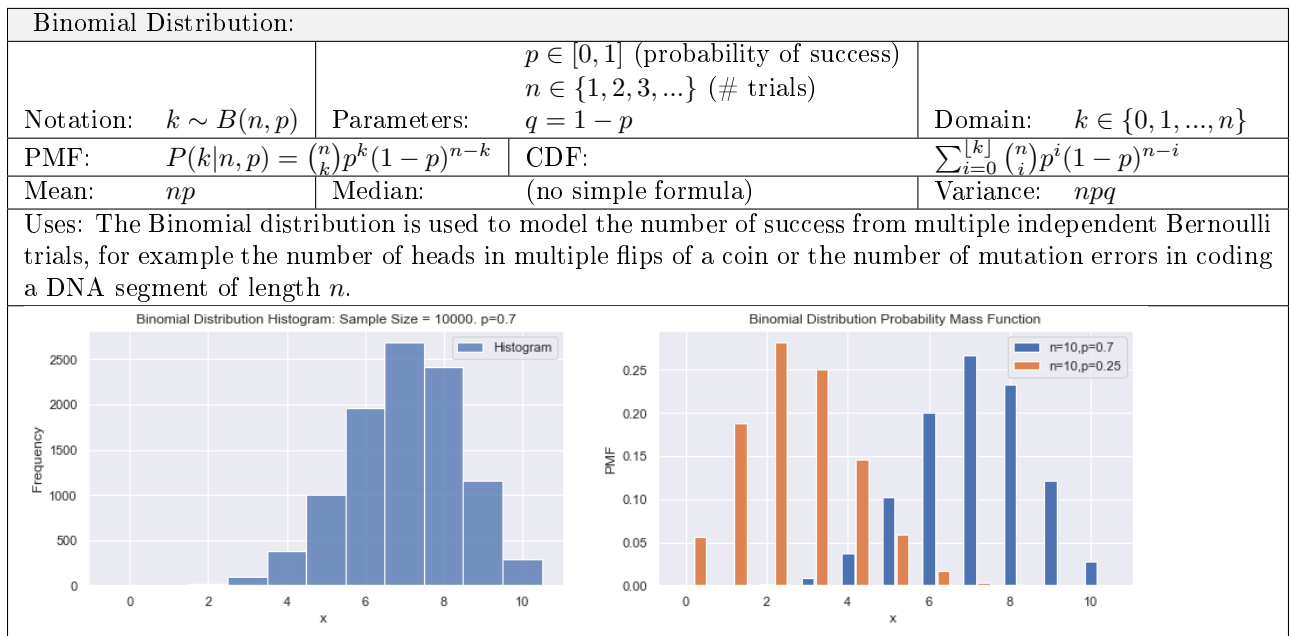 Binomial Distribution:
p ∈ [0, 1] (probability of success)
n ∈ {1, 2, 3, ...} (# trials)
Notation: k ∼ B(n, p) Parameters: q = 1 − p Domain: k ∈ {0, 1, ..., n}
PMF: P(k|n, p) = \binom{n}{k} p^k (1 − p)^{n−k} CDF: \sum_{i=0}^{⌊k⌋} \binom{n}{i} p^i (1 − p)^{n−i}
Mean: np Median: (no simple formula) Variance: npq
Uses: The Binomial distribution is used to model the number of success from multiple independent Bernoulli
trials, for example the number of heads in multiple flips of a coin or the number of mutation errors in coding
a DNA segment of length n.
Binomial Distribution Histogram: Sample Size = 10000. p=0.7
Histogram
2500
2000
1500
1000
500
0
Frequency
0 2 4 6 8 10
x
Binomial Distribution Probability Mass Function
n=10,p=0.7
n=10,p=0.25
0.25
0.20
0.15
0.10
0.05
0.00
PMF
0 2 4 6 8 10
x